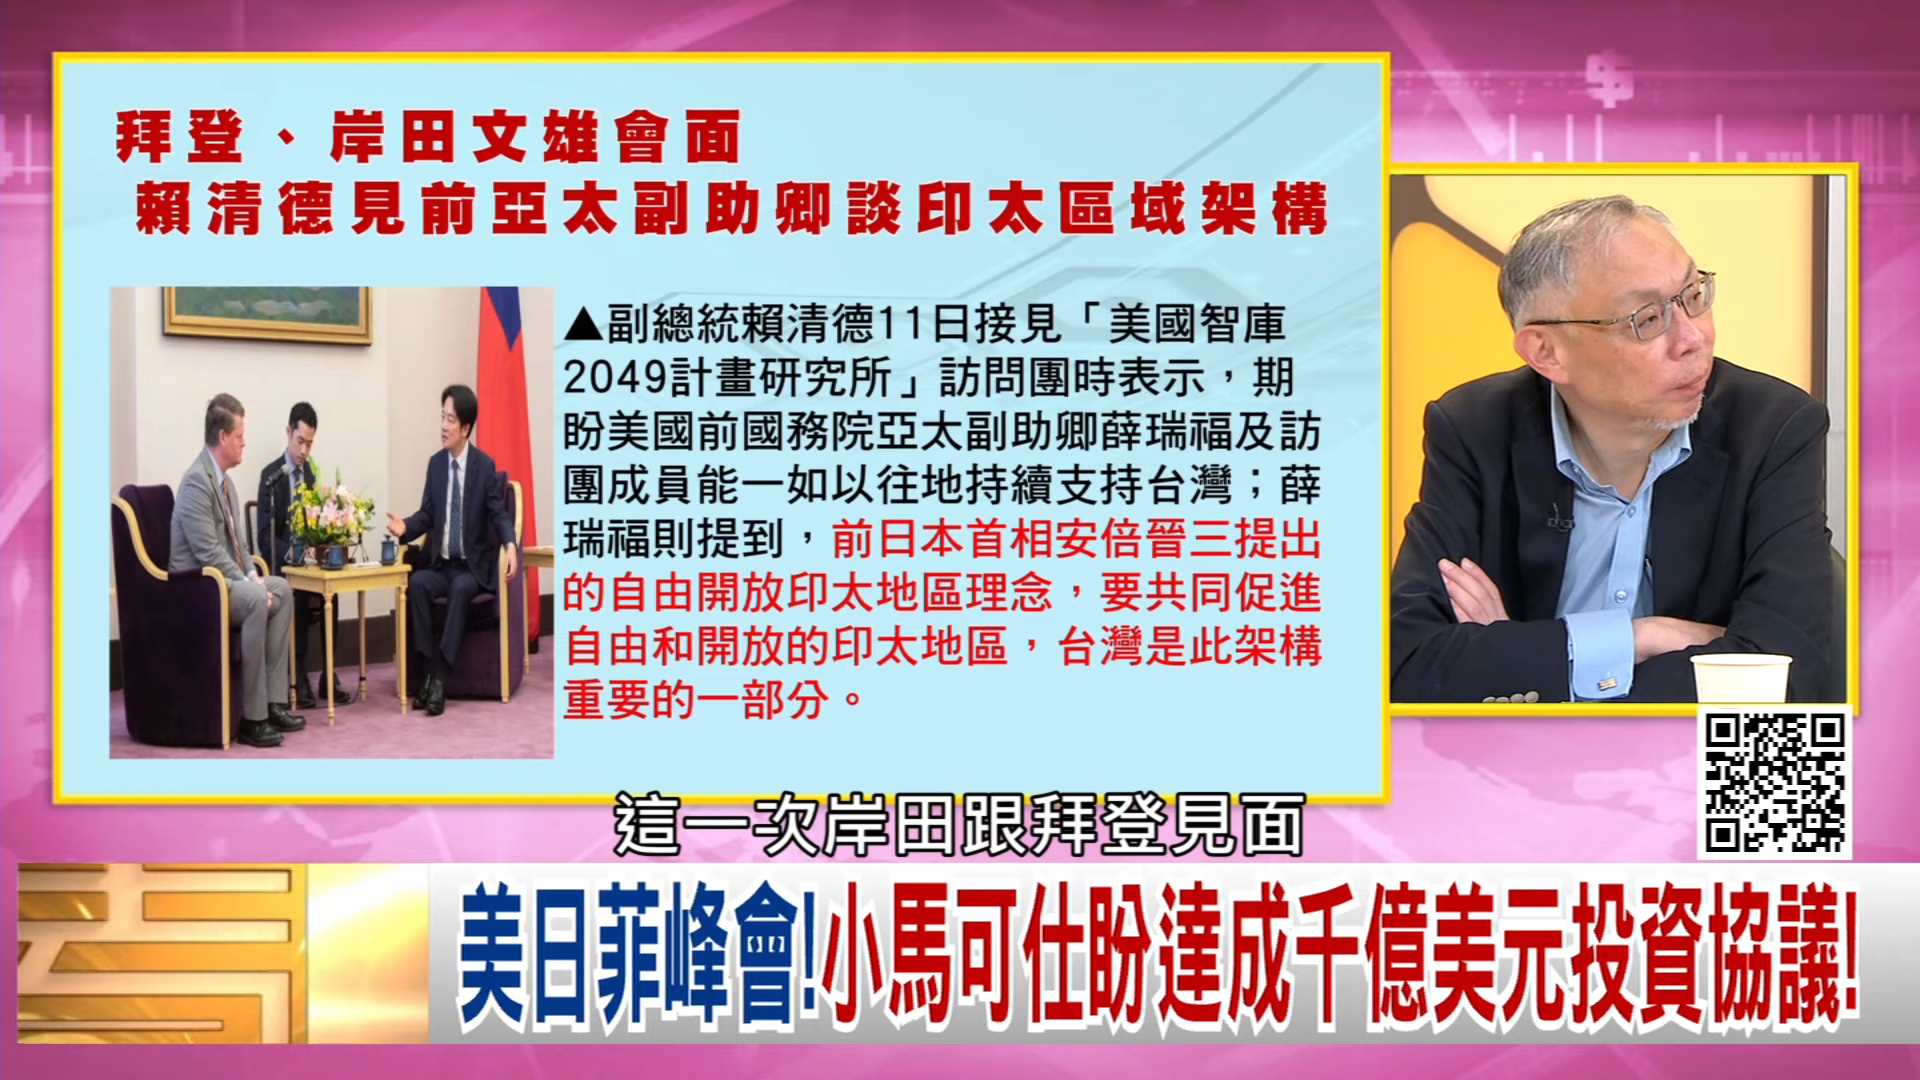 拜登、岸田文雄會面
賴清德見前亞太副助卿談印太區域架構
▲副總統賴清德11日接見「美國智庫
2049計畫研究所」訪問團時表示，期
盼美國前國務院亞太副助卿薛瑞福及訪
團成員能一如以往地持續支持台灣；薛
瑞福則提到，前日本首相安倍晉三提出
的自由開放印太地區理念，要共同促進
自由和開放的印太地區，台灣是此架構
重要的一部分。
這一次岸田跟拜登見面
美日菲峰會!小馬可仕盼達成千億美元投資協議!